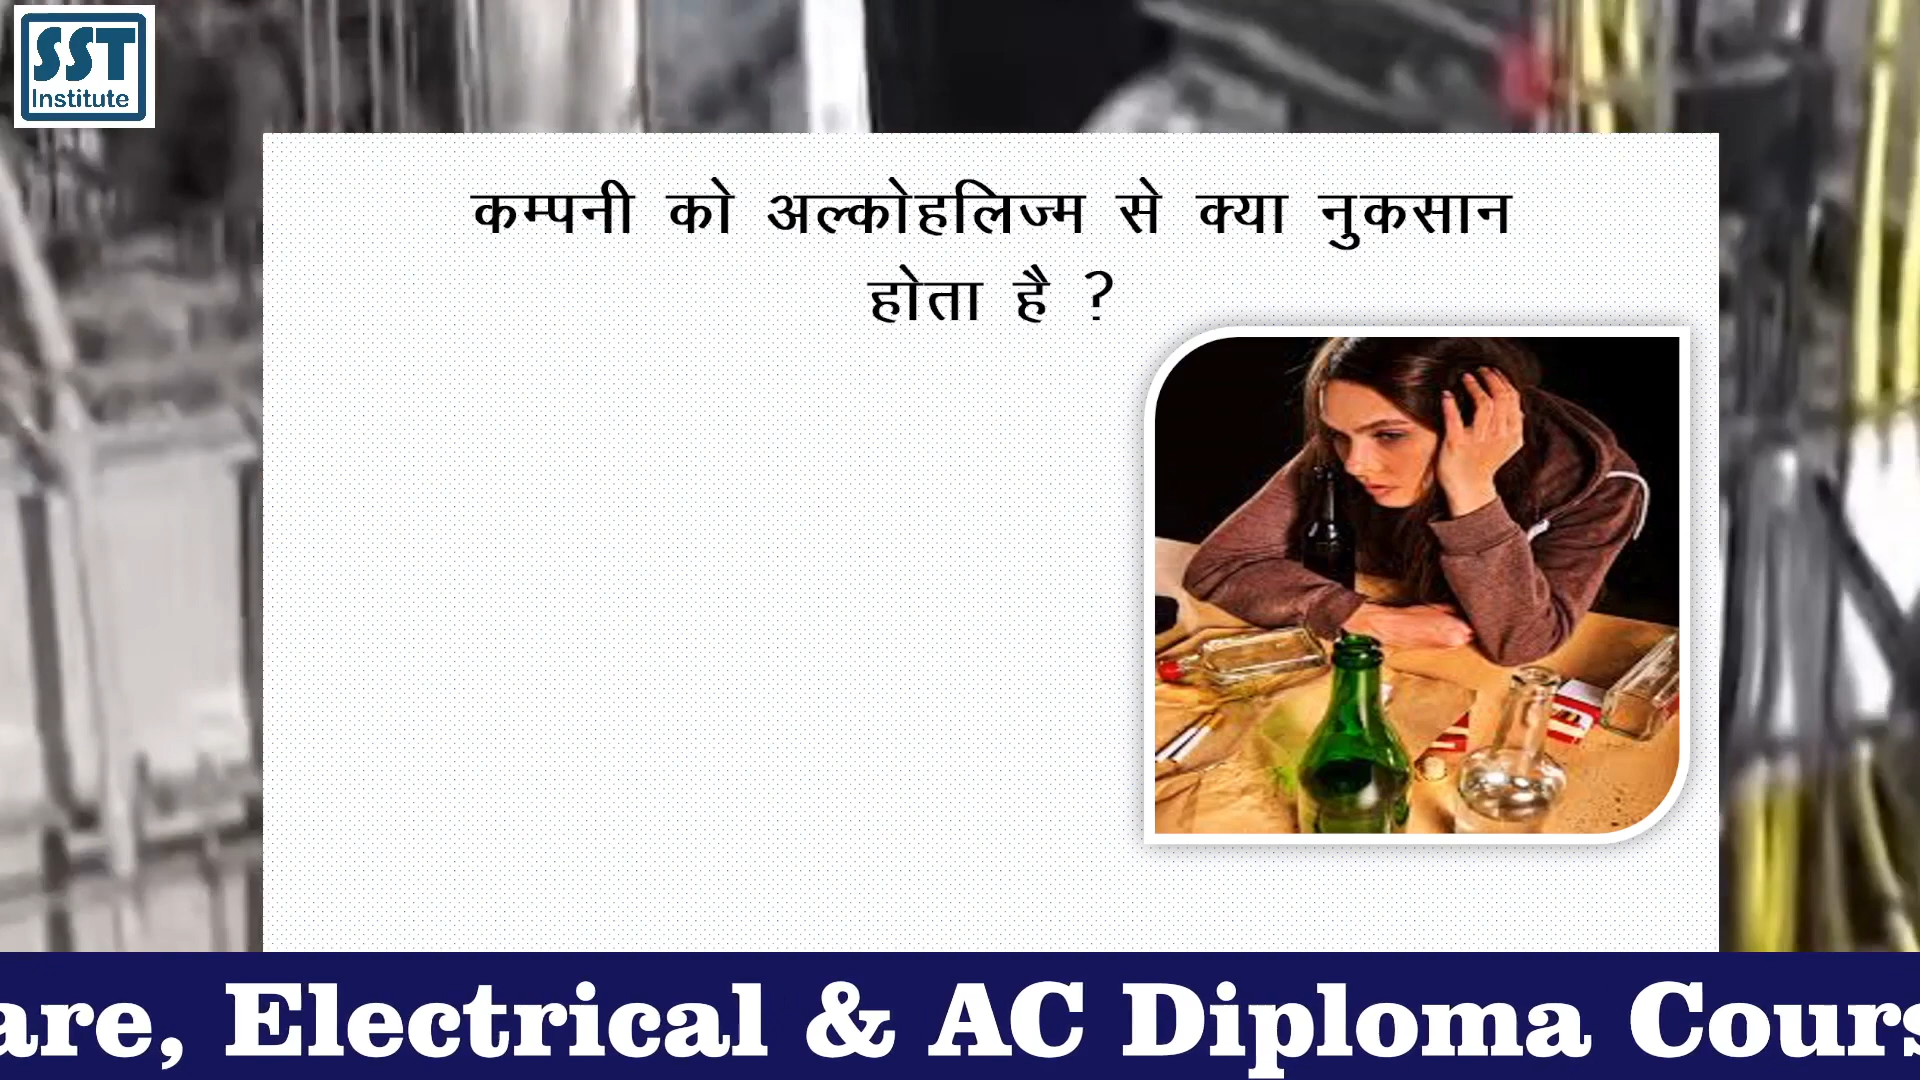 SST
Institute
कम्पनी को अल्कोहलिज्म से क्या नुकसान
होता है ?
are, Electrical & AC Diploma Cours